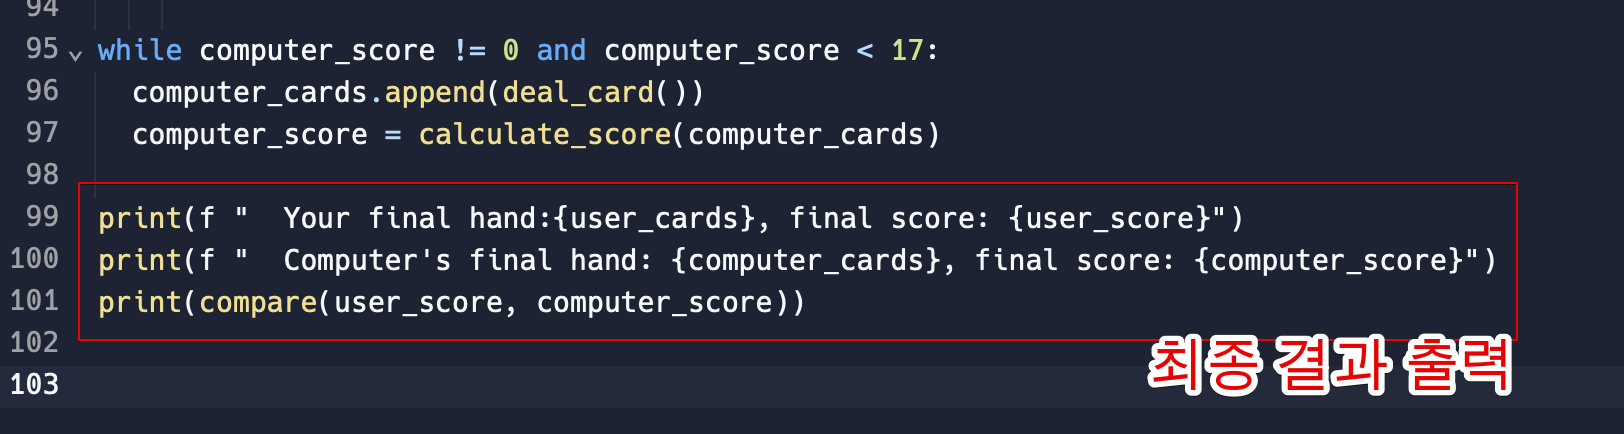 94
95 while computer_score != 0 and computer_score < 17:
96   computer_cards.append(deal_card())
97   computer_score = calculate_score(computer_cards)
98
99 print(f "  Your final hand:{user_cards}, final score: {user_score}")
100 print(f "  Computer's final hand: {computer_cards}, final score: {computer_score}")
101 print(compare(user_score, computer_score))
102
최종 결과 출력
103